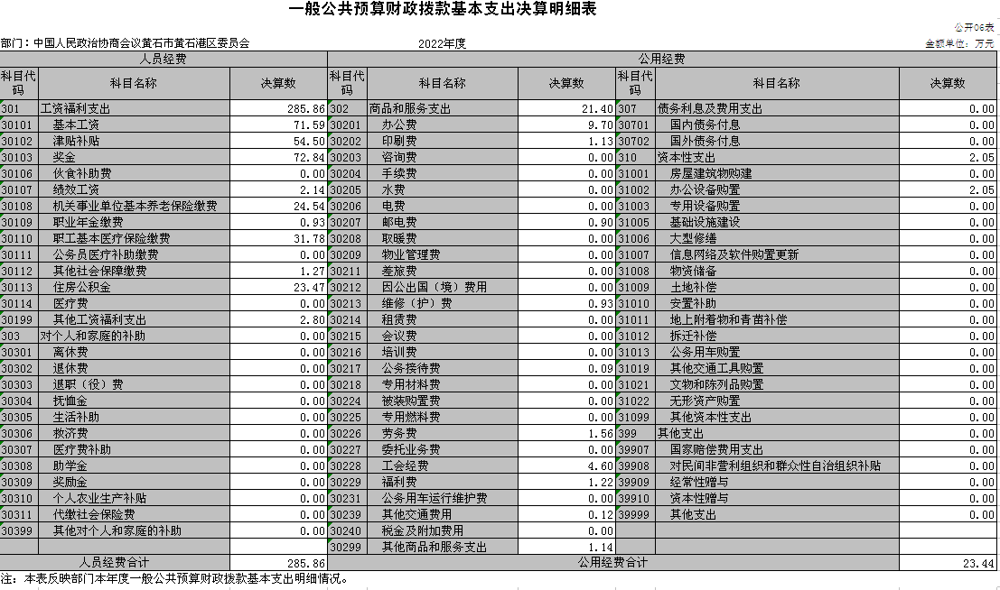 一般公共预算财政拨款基本支出决算明细表
公开06表
部门：中国人民政治协商会议黄石市黄石港区委员会 2022年度 金额单位：万元
人员经费 公用经费
科目代码 科目名称 决算数 科目代码 科目名称 决算数 科目代码 科目名称 决算数
301 工资福利支出 285.86 302 商品和服务支出 21.40 307 债务利息及费用支出 0.00
30101 基本工资 71.59 30201 办公费 9.70 30701 国内债务付息 0.00
30102 津贴补贴 54.50 30202 印刷费 1.13 30702 国外债务付息 0.00
30103 奖金 72.84 30203 咨询费 0.00 310 资本性支出 2.05
30106 伙食补助费 0.00 30204 手续费 0.00 31001 房屋建筑物购建 0.00
30107 绩效工资 2.14 30205 水费 0.00 31002 办公设备购置 2.05
30108 机关事业单位基本养老保险缴费 24.54 30206 电费 0.00 31003 专用设备购置 0.00
30109 职业年金缴费 0.93 30207 邮电费 0.90 31005 基础设施建设 0.00
30110 职工基本医疗保险缴费 31.78 30208 取暖费 0.00 31006 大型修缮 0.00
30111 公务员医疗补助缴费 0.00 30209 物业管理费 0.00 31007 信息网络及软件购置更新 0.00
30112 其他社会保障缴费 1.27 30211 差旅费 0.00 31008 物资储备 0.00
30113 住房公积金 23.47 30212 因公出国（境）费用 0.00 31009 土地补偿 0.00
30114 医疗费 0.00 30213 维修（护）费 0.93 31010 安置补助 0.00
30199 其他工资福利支出 2.80 30214 租赁费 0.00 31011 地上附着物和青苗补偿 0.00
303 对个人和家庭的补助 0.00 30215 会议费 0.00 31012 拆迁补偿 0.00
30301 离休费 0.00 30216 培训费 0.00 31013 公务用车购置 0.00
30302 退休费 0.00 30217 公务接待费 0.09 31019 其他交通工具购置 0.00
30303 退职（役）费 0.00 30218 专用材料费 0.00 31021 文物和陈列品购置 0.00
30304 抚恤金 0.00 30224 被装购置费 0.00 31022 无形资产购置 0.00
30305 生活补助 0.00 30225 专用燃料费 0.00 31099 其他资本性支出 0.00
30306 救济费 0.00 30226 劳务费 1.56 399 其他支出 0.00
30307 医疗费补助 0.00 30227 委托业务费 0.00 39907 国家赔偿费用支出 0.00
30308 助学金 0.00 30228 工会经费 4.60 39908 对民间非营利组织和群众性自治组织补贴 0.00
30309 奖励金 0.00 30229 福利费 1.22 39909 经常性赠与 0.00
30310 个人农业生产补贴 0.00 30231 公务用车运行维护费 0.00 39910 资本性赠与 0.00
30311 代缴社会保险费 0.00 30239 其他交通费用 0.12 39999 其他支出 0.00
30399 其他对个人和家庭的补助 0.00 30240 税金及附加费用 0.00
30299 其他商品和服务支出 1.14
人员经费合计 285.86 公用经费合计 23.44
注：本表反映部门本年度一般公共预算财政拨款基本支出明细情况。